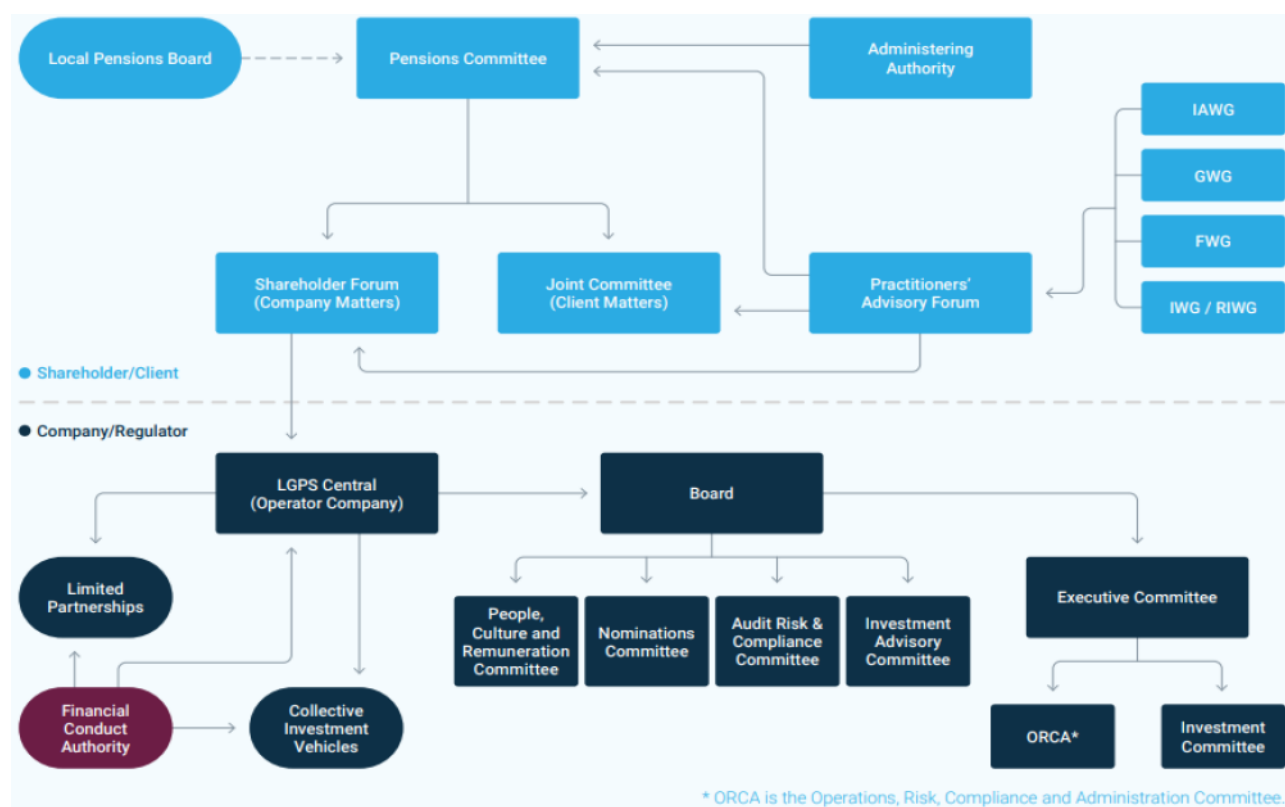 Local Pensions Board
Pensions Committee
Administering
Authority
IAWG
GWG
FWG
IWG / RIWG
Shareholder Forum
(Company Matters)
Joint Committee
(Client Matters)
Practitioners’
Advisory Forum
Shareholder/Client
Company/Regulator
LGPS Central
(Operator Company)
Board
Limited
Partnerships
Executive Committee
People,
Culture and
Remuneration
Committee
Nominations
Committee
Audit Risk &
Compliance
Committee
Investment
Advisory
Committee
Financial
Conduct
Authority
Collective
Investment
Vehicles
ORCA*
Investment
Committee
* ORCA is the Operations, Risk, Compliance and Administration Committee.